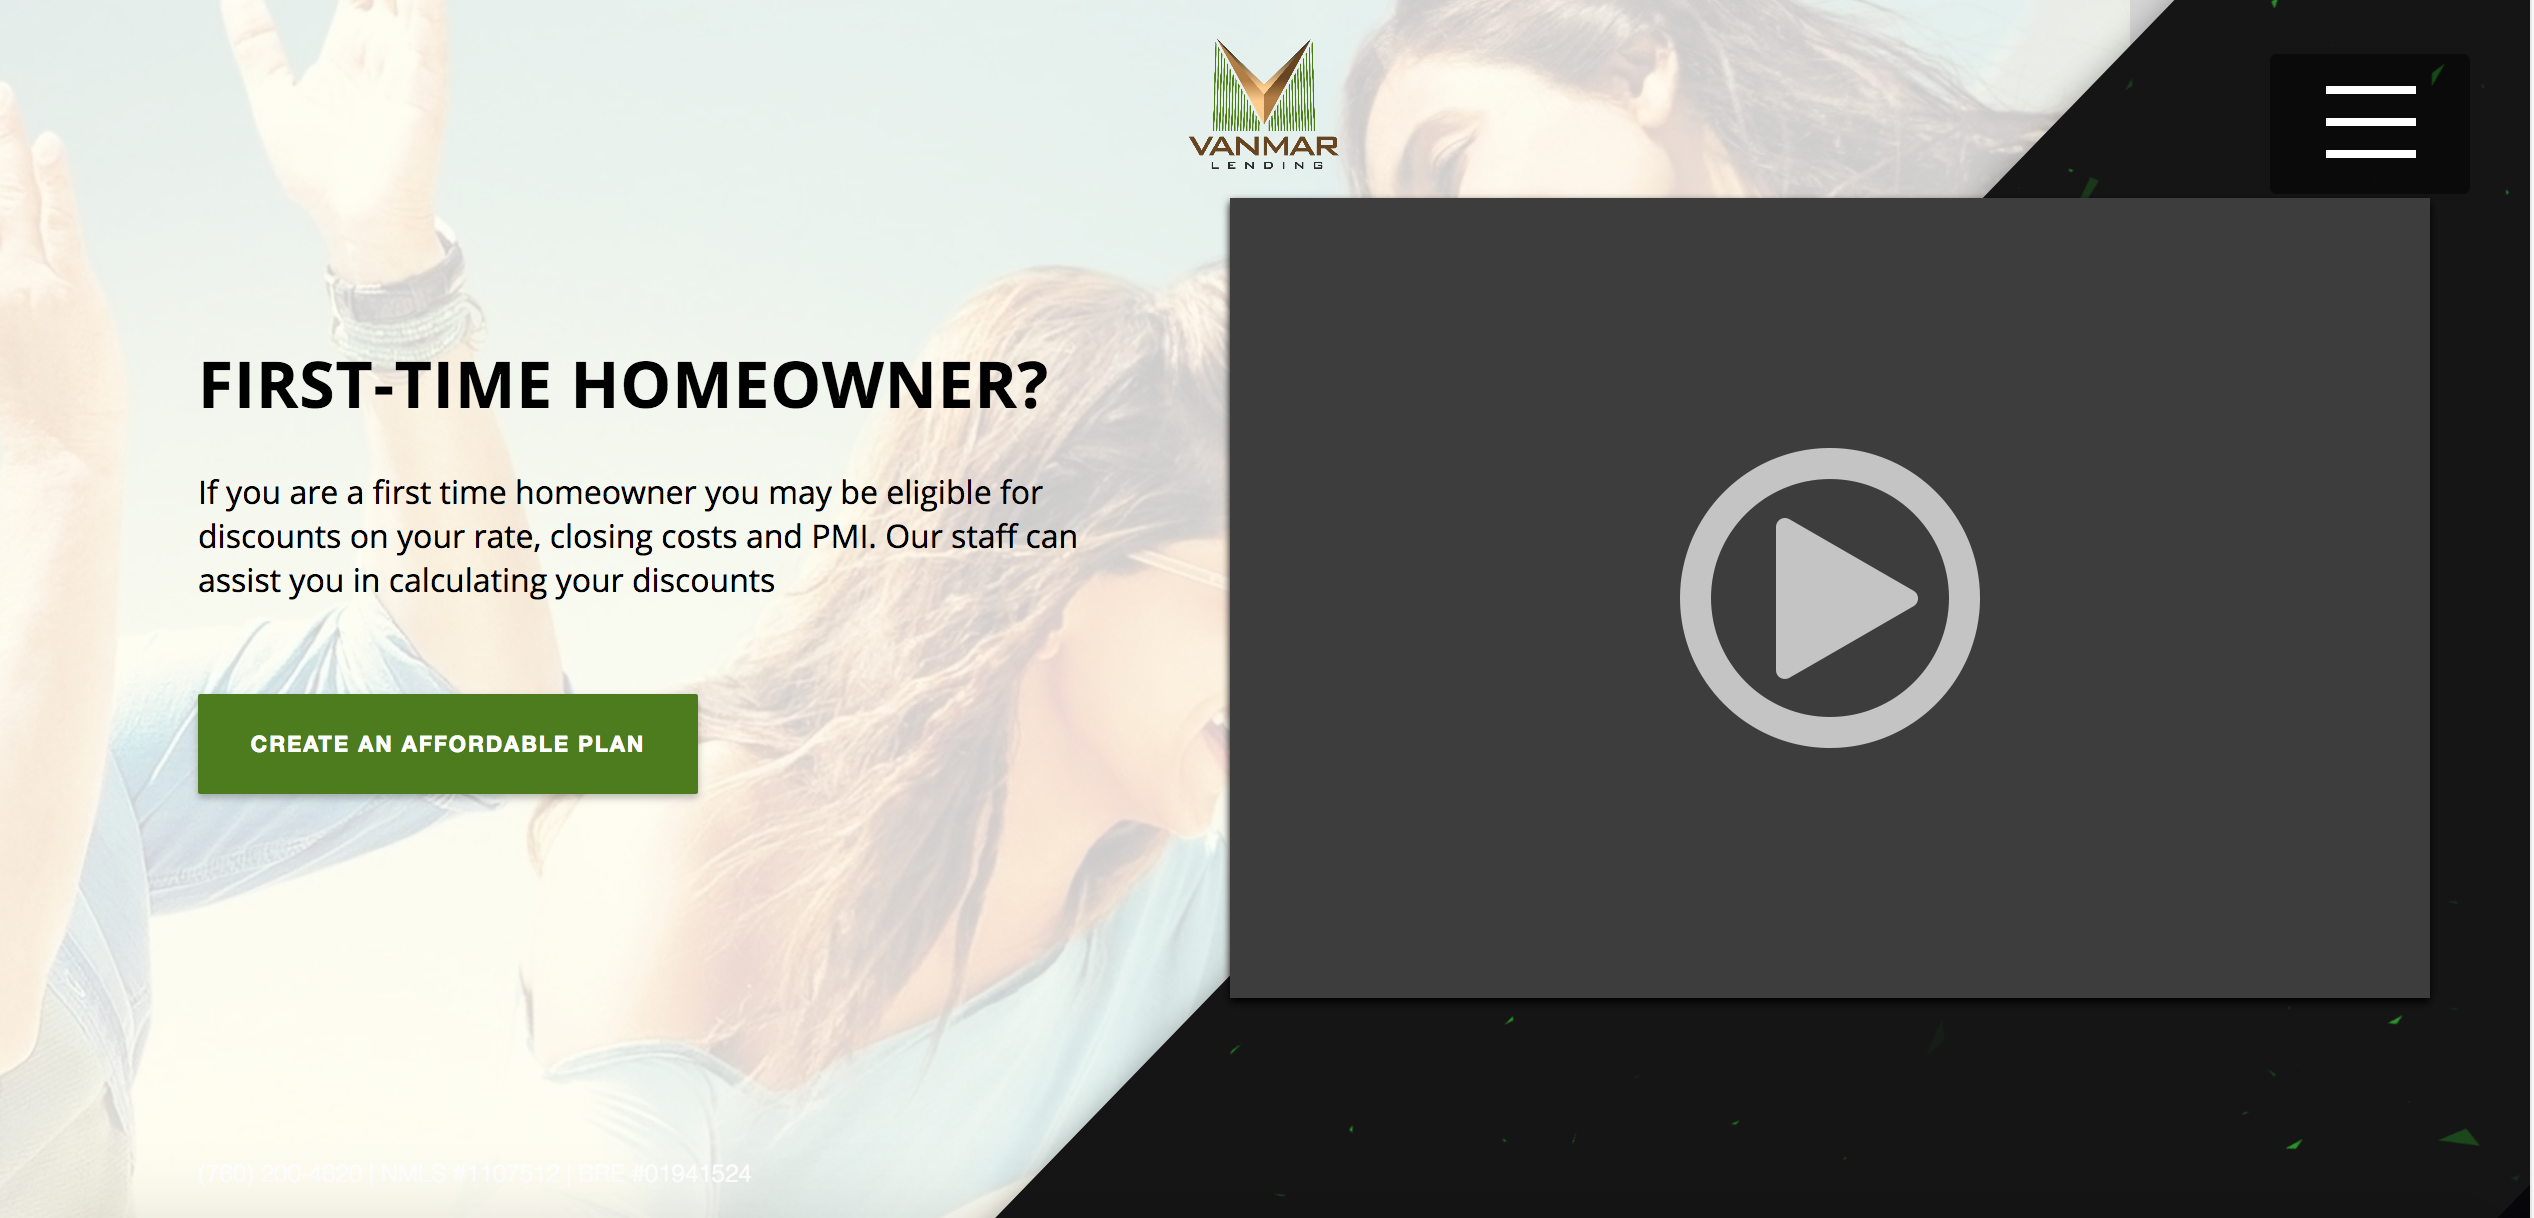 VANMAR
LENDING
FIRST-TIME HOMEOWNER?
If you are a first time homeowner you may be eligible for
discounts on your rate, closing costs and PMI. Our staff can
assist you in calculating your discounts
CREATE AN AFFORDABLE PLAN
(760) 200-4620 | NMLS #1107512 | BRE #01941524